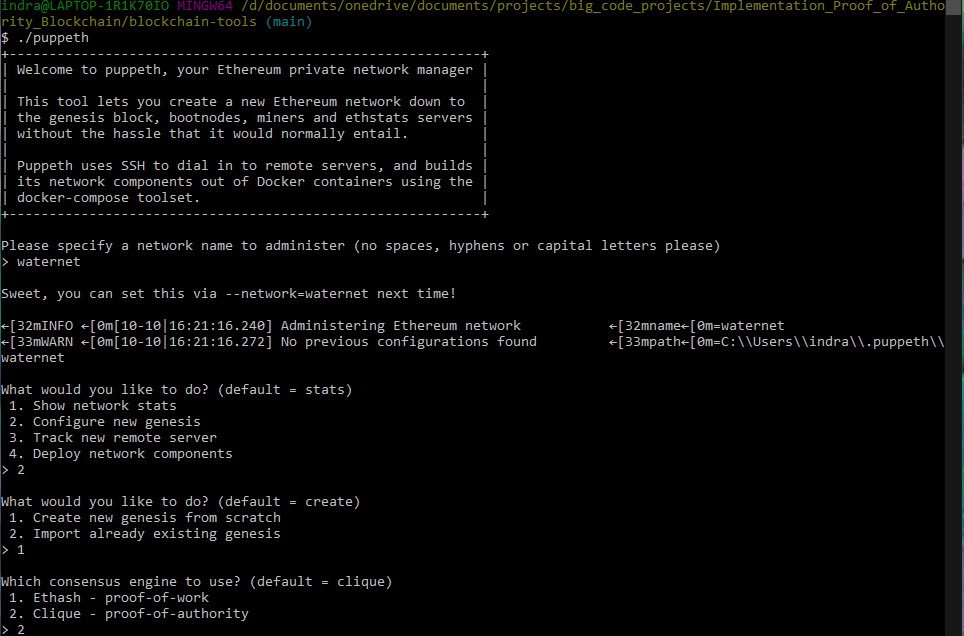 indra@LAPTOP-1R1K70IO MINGW64 /d/documents/onedrive/documents/projects/big_code_projects/Implementation_Proof_of_Autho
rity_Blockchain/blockchain-tools (main)
$ ./puppeth
+-----------------------------------------------------------+
| Welcome to puppeth, your Ethereum private network manager |
|                                                           |
| This tool lets you create a new Ethereum network down to  |
| the genesis block, bootnodes, miners and ethstats servers |
| without the hassle that it would normally entail.         |
|                                                           |
| Puppeth uses SSH to dial in to remote servers, and builds |
| its network components out of Docker containers using the |
| docker-compose toolset.                                   |
+-----------------------------------------------------------+
Please specify a network name to administer (no spaces, hyphens or capital letters please)
> waternet
Sweet, you can set this via --network=waternet next time!
←[32mINFO ←[0m[10-10|16:21:16.240] Administering Ethereum network           ←[32mname←[0m=waternet
←[33mWARN ←[0m[10-10|16:21:16.272] No previous configurations found         ←[33mpath←[0m=C:\\Users\\indra\\.puppeth\\
waternet
What would you like to do? (default = stats)
 1. Show network stats
 2. Configure new genesis
 3. Track new remote server
 4. Deploy network components
> 2
What would you like to do? (default = create)
 1. Create new genesis from scratch
 2. Import already existing genesis
> 1
Which consensus engine to use? (default = clique)
 1. Ethash - proof-of-work
 2. Clique - proof-of-authority
> 2